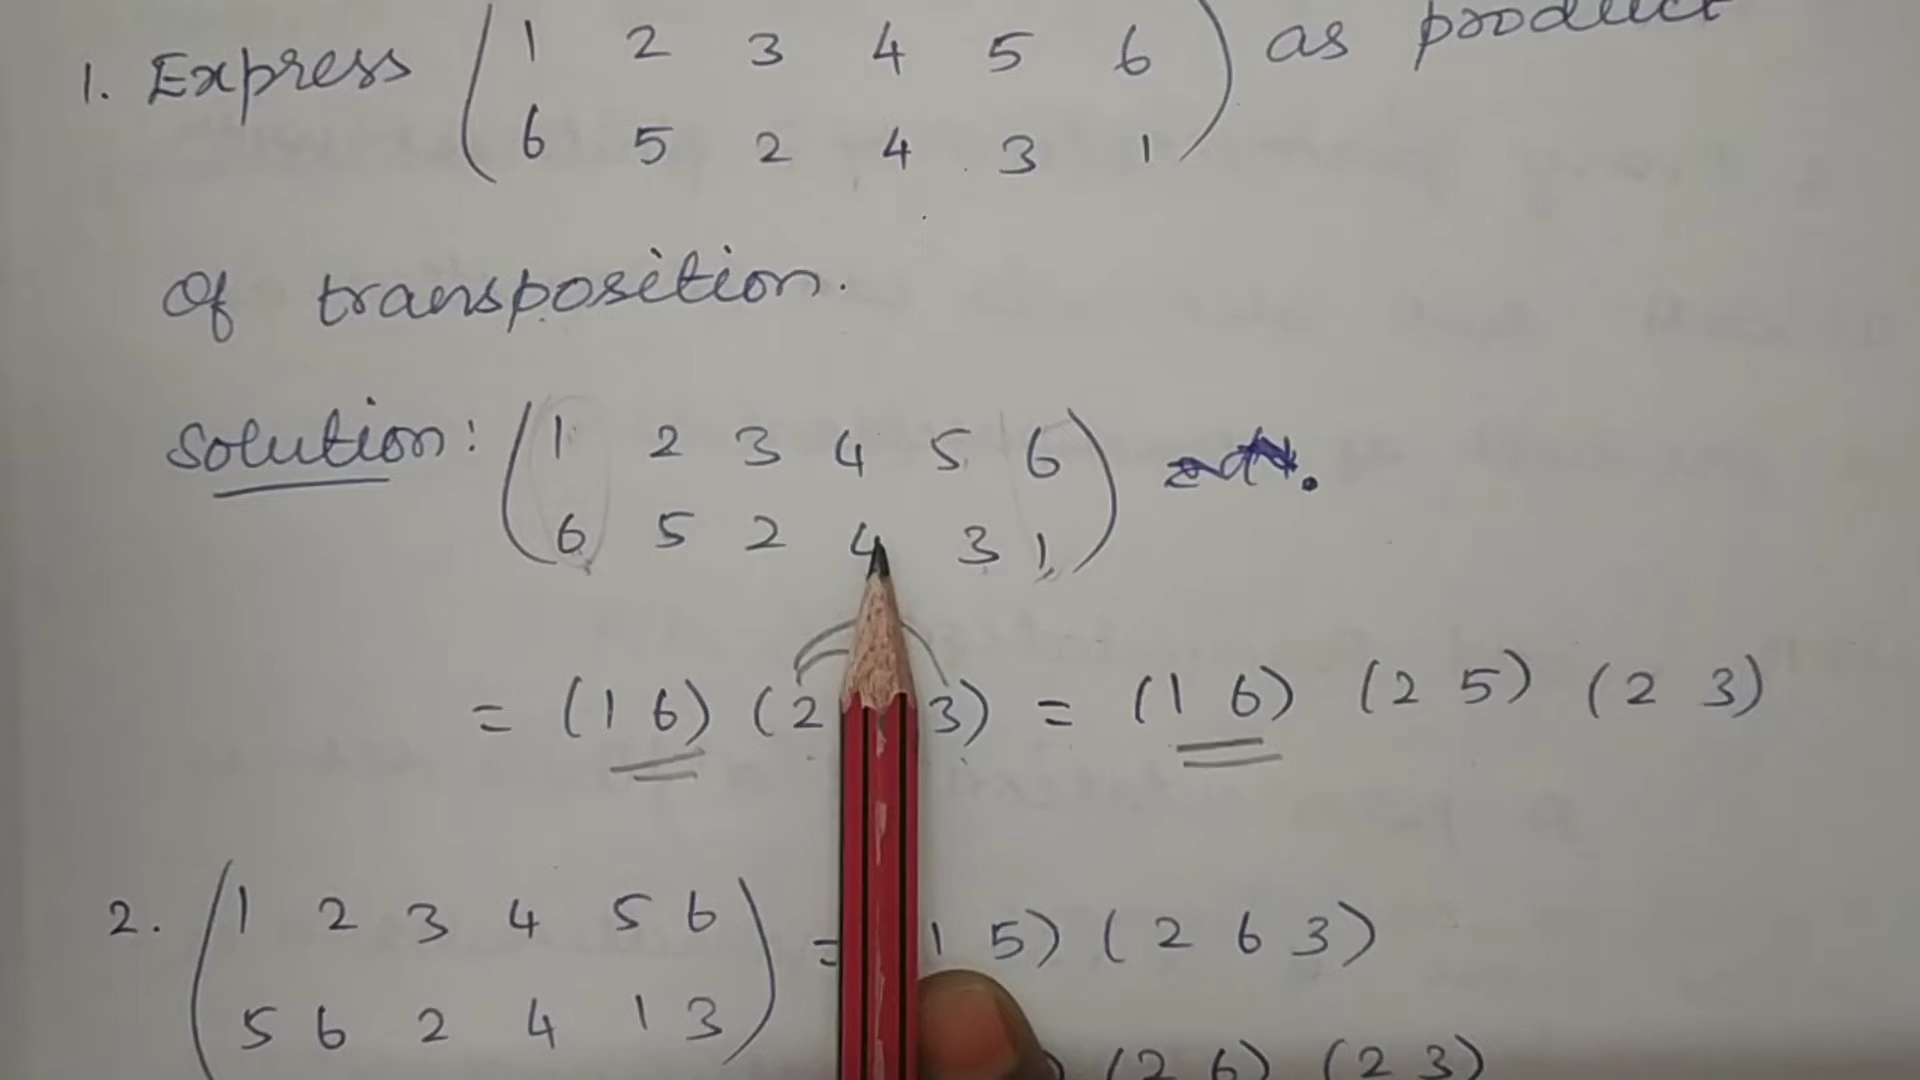 1. Express ( 1 2 3 4 5 6 ) as product
( 6 5 2 4 3 1 )
of transposition.
Solution: ( 1 2 3 4 5 6 )
( 6 5 2 4 3 1 )
= (1 6) (2 3) = (1 6) (2 5) (2 3)
2. ( 1 2 3 4 5 6 ) = 1 5) (2 6 3)
( 5 6 2 4 1 3 )
) (2 6) (2 3)